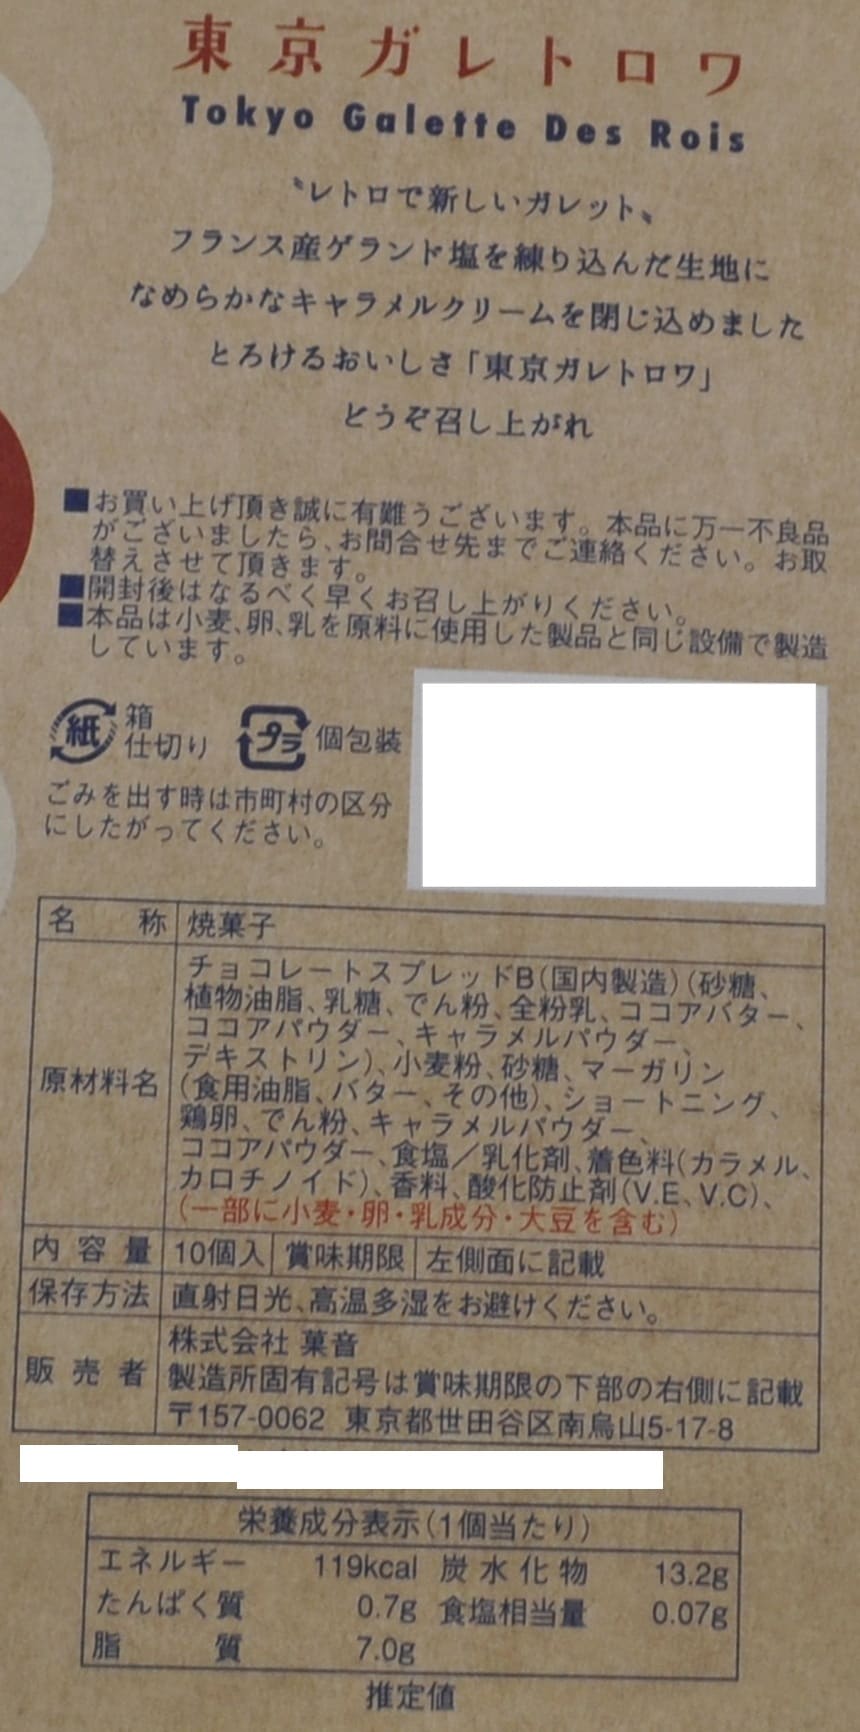 東京ガレトロワ
Tokyo Galette Des Rois
〝レトロで新しいガレット〟
フランス産ゲランド塩を練り込んだ生地に
なめらかなキャラメルクリームを閉じ込めました
とろけるおいしさ「東京ガレトロワ」
どうぞ召し上がれ
■お買い上げ頂き誠に有難うございます。本品に万一不良品
がございましたら、お問合せ先までご連絡ください。お取
替えさせて頂きます。
■開封後はなるべく早くお召し上がりください。
■本品は小麦、卵、乳を原料に使用した製品と同じ設備で製造
しています。
紙 箱
仕切り
プラ 個包装
ごみを出す時は市町村の区分
にしたがってください。
名称 焼菓子
原材料名
チョコレートスプレッドB(国内製造)(砂糖、
植物油脂、乳糖、でん粉、全粉乳、ココアバター、
ココアパウダー、キャラメルパウダー、
デキストリン)、小麦粉、砂糖、マーガリン
(食用油脂、バター、その他)、ショートニング、
鶏卵、でん粉、キャラメルパウダー、
ココアパウダー、食塩/乳化剤、着色料(カラメル、
カロチノイド)、香料、酸化防止剤(V.E、V.C)、
(一部に小麦・卵・乳成分・大豆を含む)
内容量 10個入 賞味期限 左側面に記載
保存方法 直射日光、高温多湿をお避けください。
販売者
株式会社 菓音
製造所固有記号は賞味期限の下部の右側に記載
〒157-0062 東京都世田谷区南烏山5-17-8
栄養成分表示(1個当たり)
エネルギー 119kcal 炭水化物 13.2g
たんぱく質 0.7g 食塩相当量 0.07g
脂質 7.0g
推定値